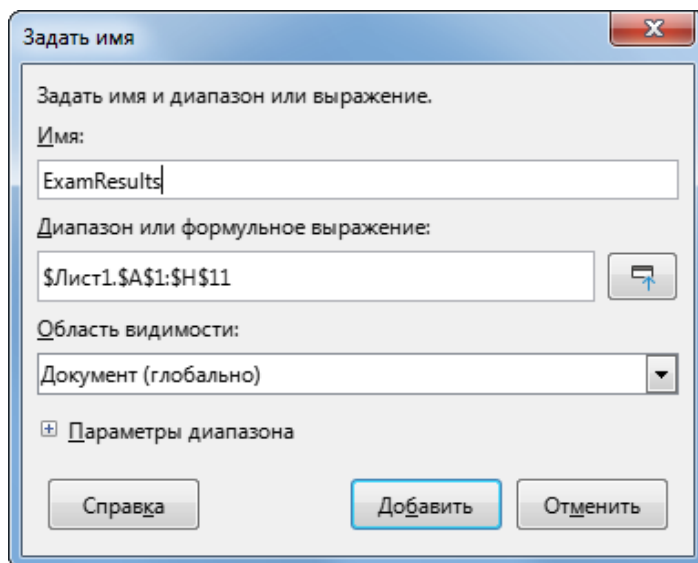 Задать имя
Задать имя и диапазон или выражение.
Имя:
ExamResults
Диапазон или формульное выражение:
$Лист1.$A$1:$H$11
Область видимости:
Документ (глобально)
Параметры диапазона
Справка
Добавить
Отменить